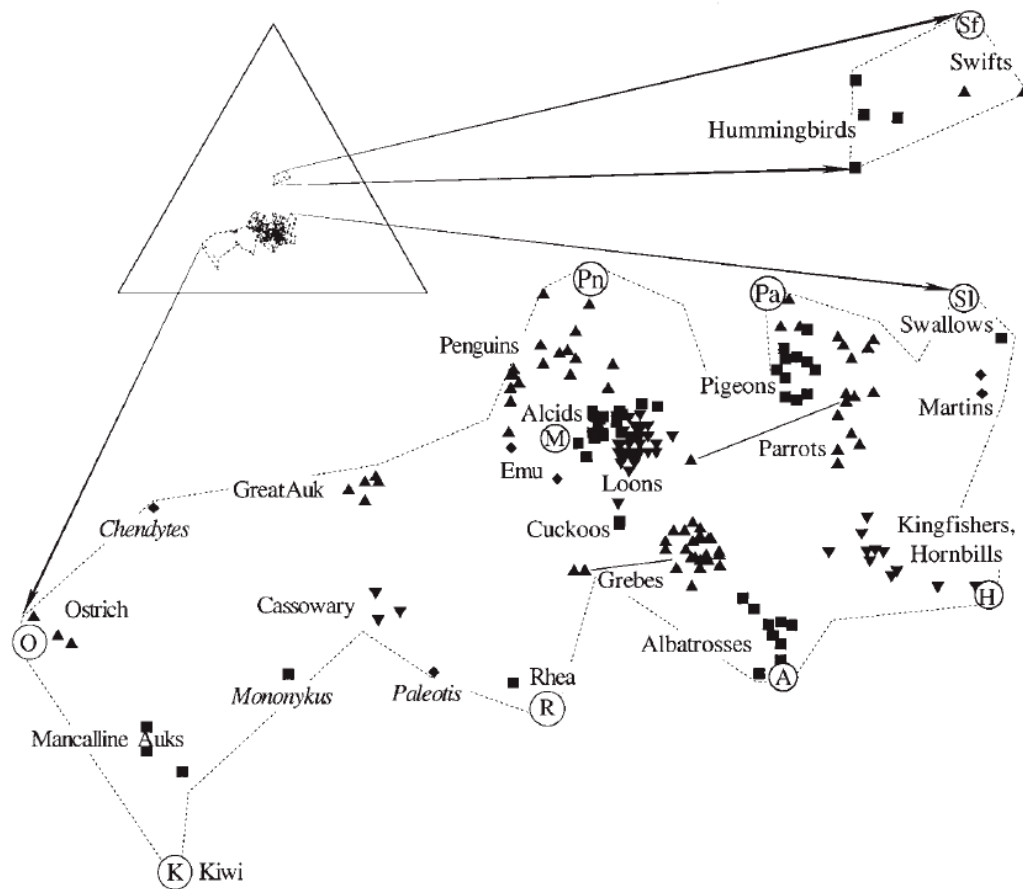 Sf
Swifts
Hummingbirds
Pn
Pa
Sl
Swallows
Penguins
Pigeons
Martins
Alcids
M
Parrots
Emu
Loons
GreatAuk
Chendytes
Cuckoos
Kingfishers,
Hornbills
Grebes
Cassowary
H
Ostrich
O
Albatrosses
A
Rhea
R
Mononykus
Paleotis
Mancalline Auks
K
Kiwi